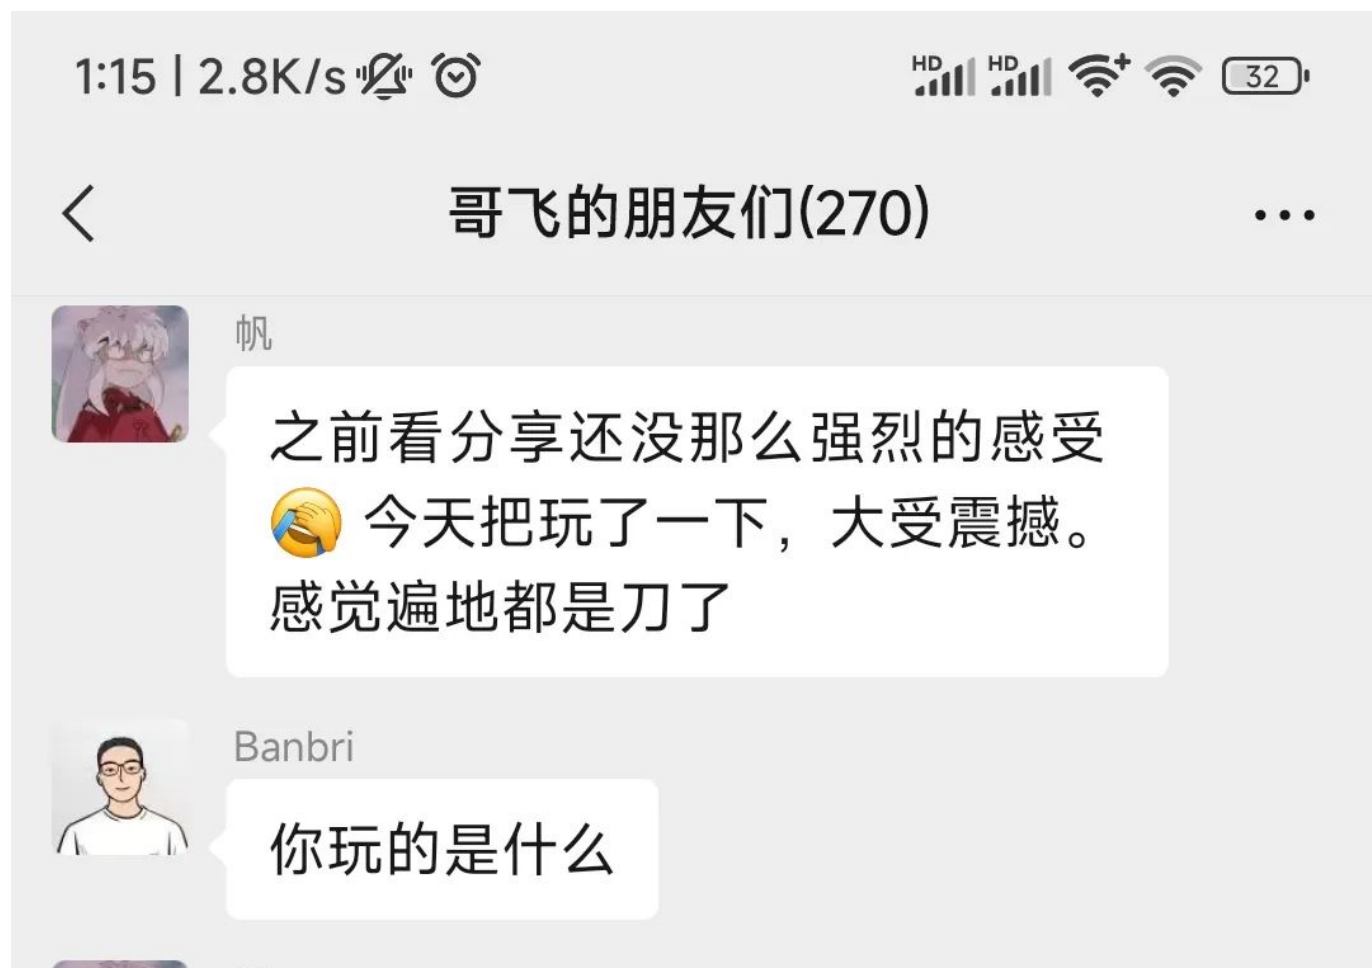 1:15 | 2.8K/s HD HD 32
哥飞的朋友们(270)
帆
之前看分享还没那么强烈的感受
🤦 今天把玩了一下，大受震撼。
感觉遍地都是刀了
Banbri
你玩的是什么